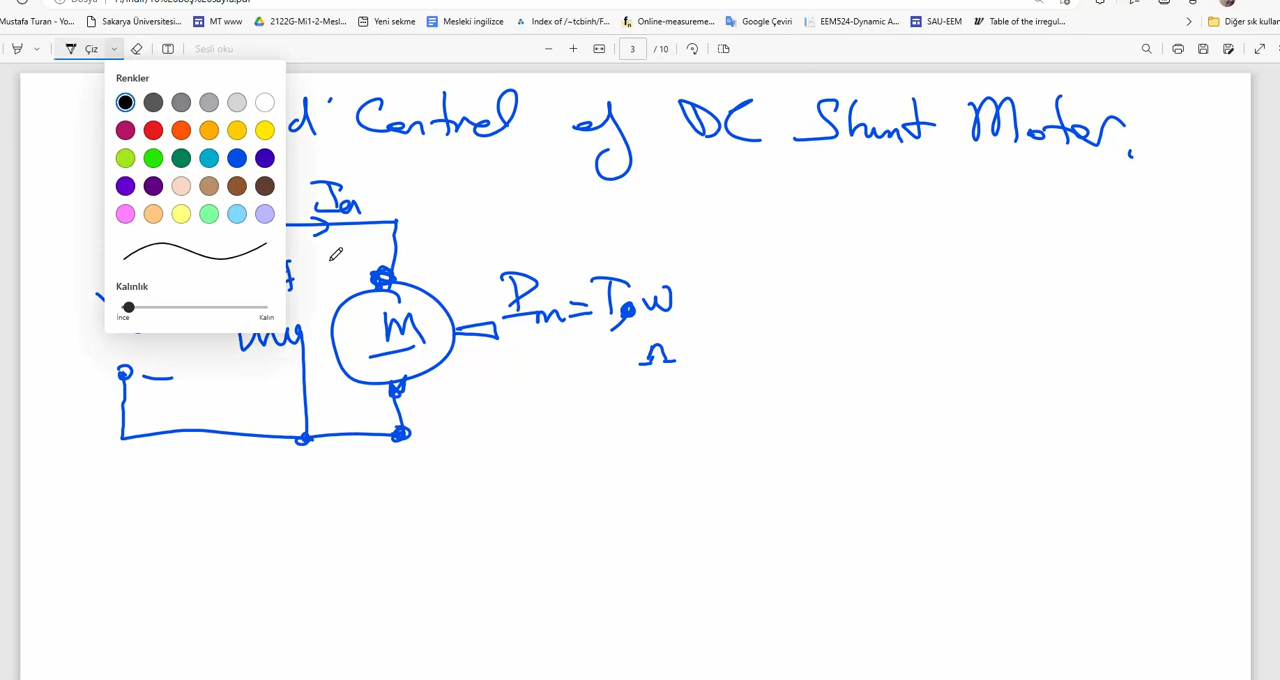 Dosya
Mustafa Turan - Yo...
Sakarya Üniversitesi...
MT www
2122G-Mi1-2-Mesl...
Yeni sekme
Mesleki ingilizce
Index of /~tcbinh/F...
Online-measureme...
Google Çeviri
EEM524-Dynamic A...
SAU-EEM
Table of the irregul...
Diğer sık kullan
Çiz
Sesli oku
3 / 10
Renkler
Kalınlık
İnce
Kalın
d Control of DC Shunt Motor.
Ia
f
M
Pm = T.ω
Ω